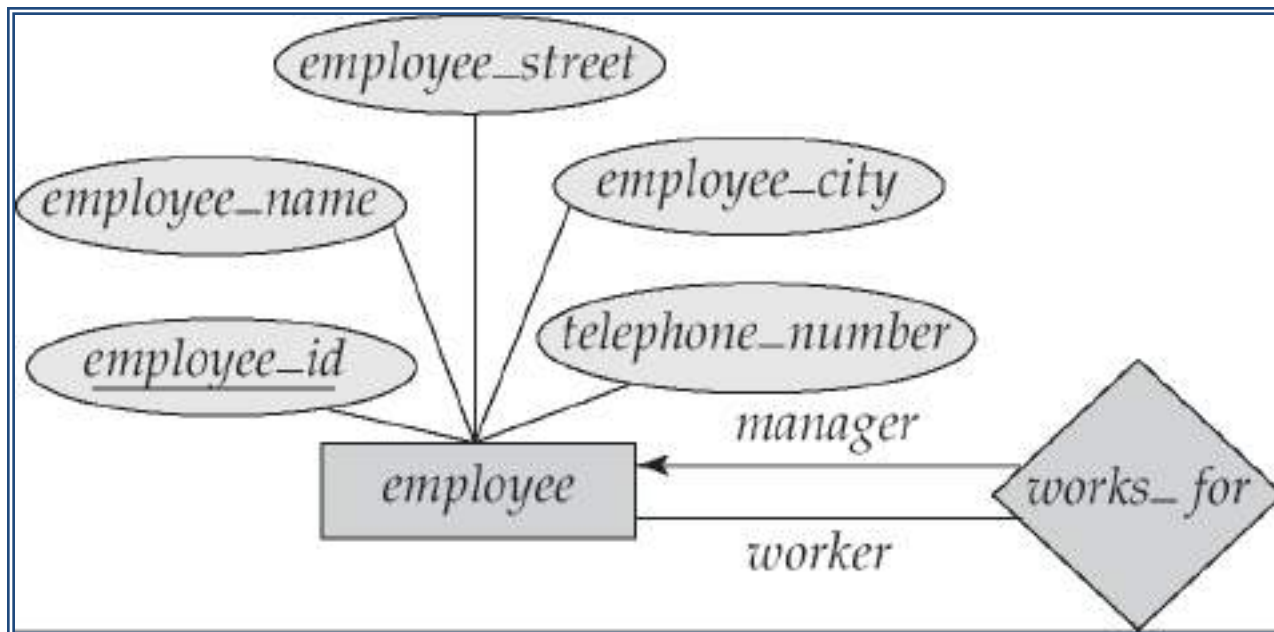 employee_street
employee_name
employee_city
employee_id
telephone_number
manager
employee
works_for
worker